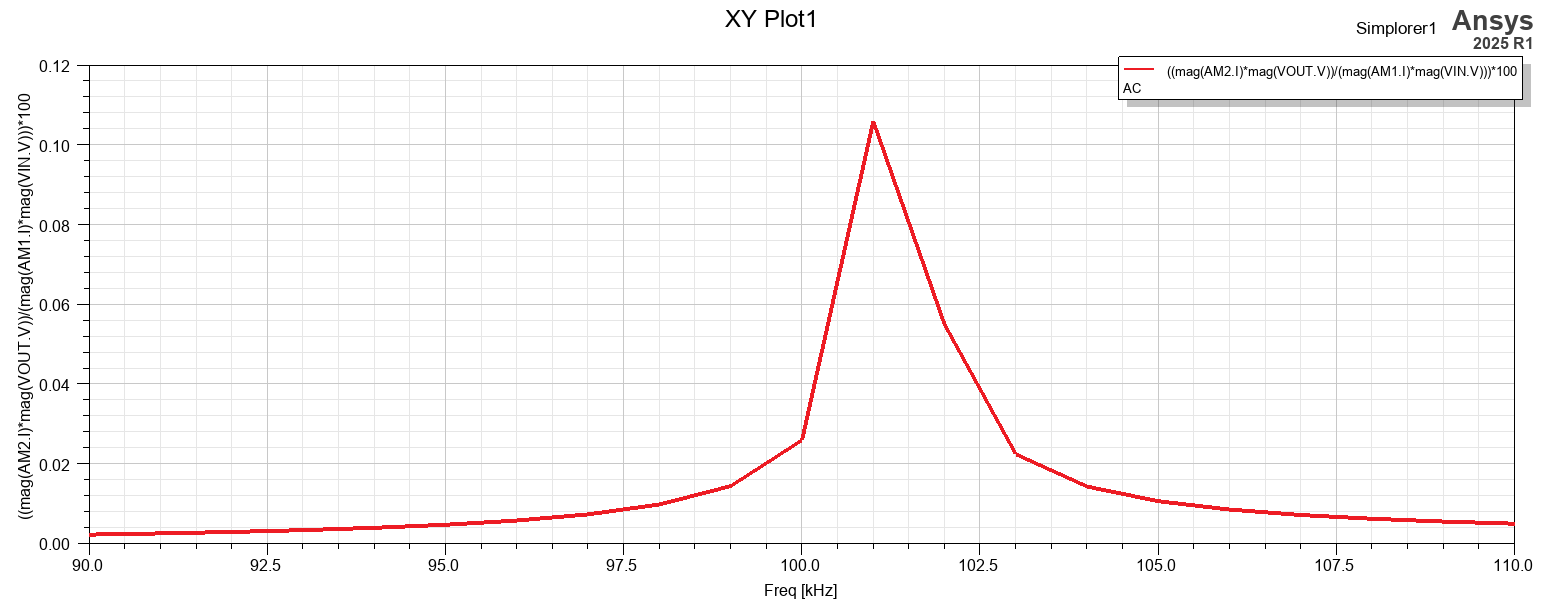 XY Plot1
Simplorer1
Ansys
2025 R1
((mag(AM2.I)*mag(VOUT.V))/(mag(AM1.I)*mag(VIN.V)))*100
AC
((mag(AM2.I)*mag(VOUT.V))/(mag(AM1.I)*mag(VIN.V)))*100
0.12
0.10
0.08
0.06
0.04
0.02
0.00
90.0 92.5 95.0 97.5 100.0 102.5 105.0 107.5 110.0
Freq [kHz]